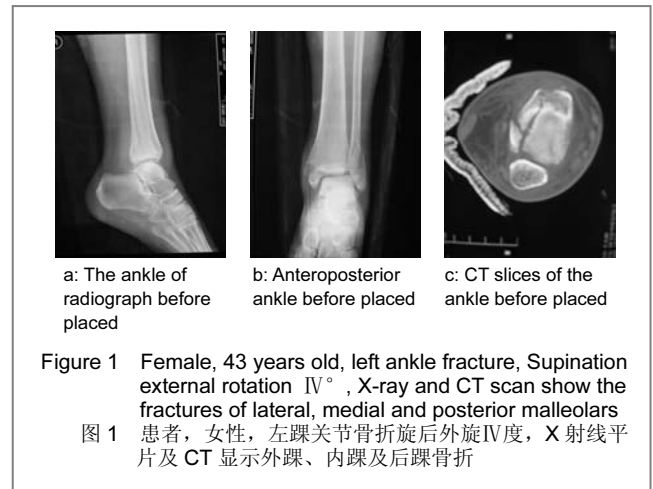 a: The ankle of
radiograph before
placed
b: Anteroposterior
ankle before placed
c: CT slices of the
ankle before placed
Figure 1 Female, 43 years old, left ankle fracture, Supination
external rotation Ⅳ°, X-ray and CT scan show the
fractures of lateral, medial and posterior malleolars
图 1 患者，女性，左踝关节骨折旋后外旋Ⅳ度，X 射线平
片及 CT 显示外踝、内踝及后踝骨折